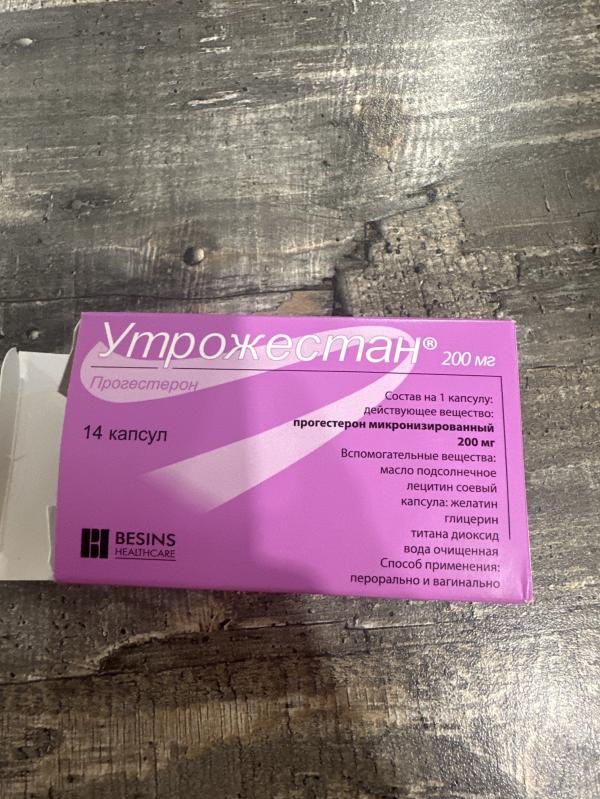 Утрожестан® 200 мг
Прогестерон
14 капсул
Состав на 1 капсулу:
действующее вещество:
прогестерон микронизированный
200 мг
Вспомогательные вещества:
масло подсолнечное
лецитин соевый
капсула: желатин
глицерин
титана диоксид
вода очищенная
Способ применения:
перорально и вагинально
BESINS
HEALTHCARE